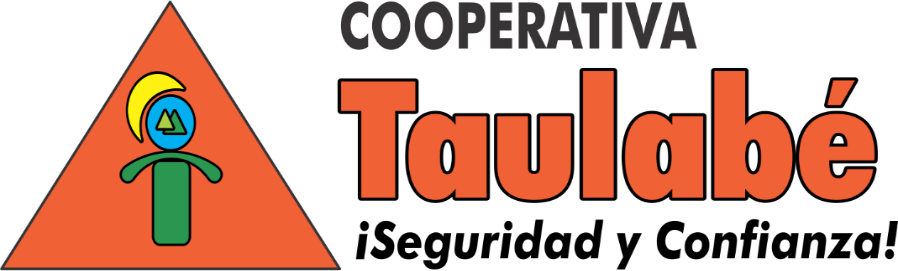 COOPERATIVA
Taulabé
¡Seguridad y Confianza!